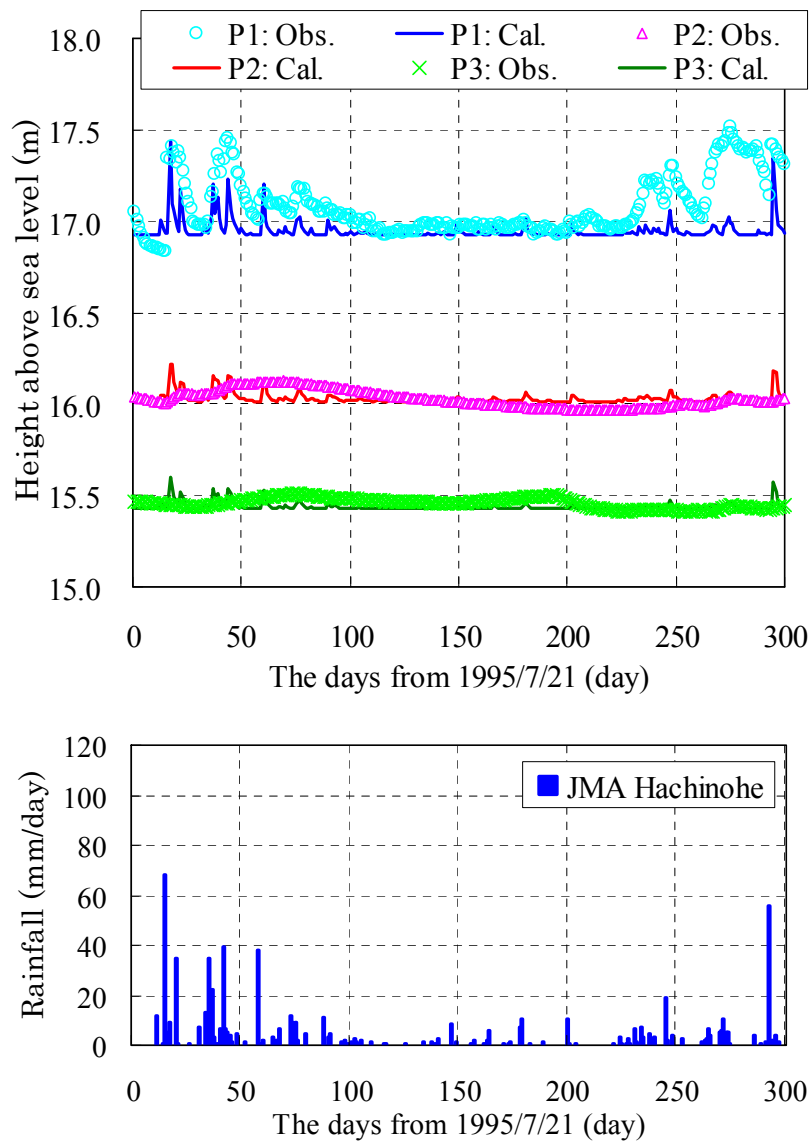 18.0
P1: Obs. P1: Cal. P2: Obs.
P2: Cal. P3: Obs. P3: Cal.
17.5
17.0
16.5
16.0
15.5
15.0
Height above sea level (m)
0 50 100 150 200 250 300
The days from 1995/7/21 (day)
120
100
80
60
40
20
0
Rainfall (mm/day)
JMA Hachinohe
0 50 100 150 200 250 300
The days from 1995/7/21 (day)